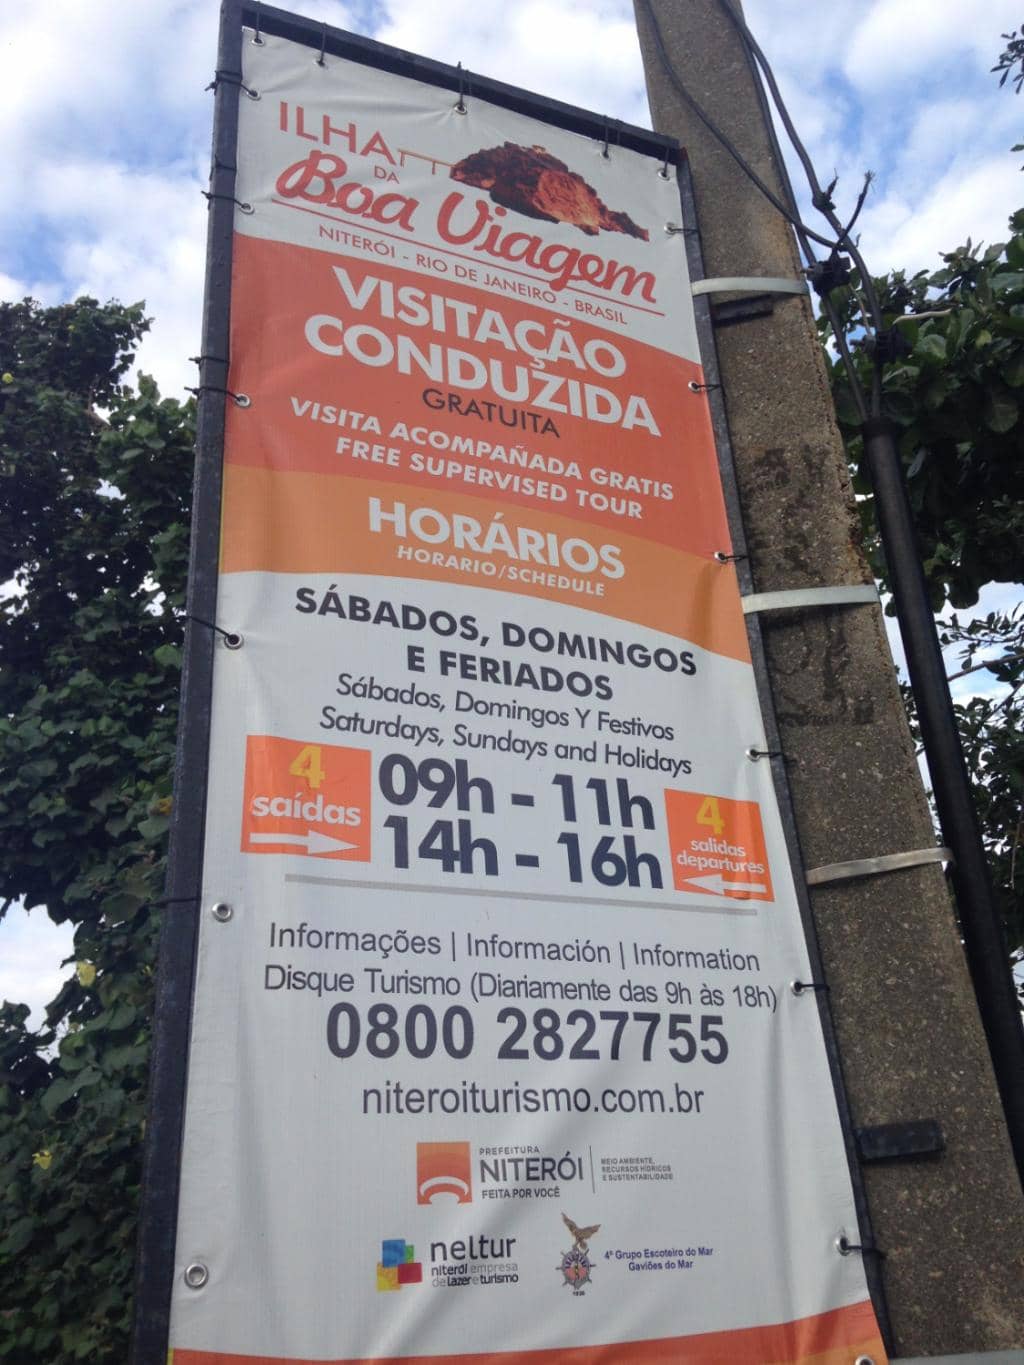 ILHA
DA
Boa Viagem
NITERÓI - RIO DE JANEIRO - BRASIL
VISITAÇÃO
CONDUZIDA
GRATUITA
VISITA ACOMPAÑADA GRATIS
FREE SUPERVISED TOUR
HORÁRIOS
HORARIO/SCHEDULE
SÁBADOS, DOMINGOS
E FERIADOS
Sábados, Domingos Y Festivos
Saturdays, Sundays and Holidays
4
saídas
09h - 11h
14h - 16h
4
salidas
departures
Informações | Información | Information
Disque Turismo (Diariamente das 9h às 18h)
0800 2827755
niteroiturismo.com.br
PREFEITURA
NITERÓI
FEITA POR VOCÊ
MEIO AMBIENTE,
RECURSOS HÍDRICOS
E SUSTENTABILIDADE
neltur
niterói empresa
de lazer e turismo
4º Grupo Escoteiro do Mar
Gaviões do Mar